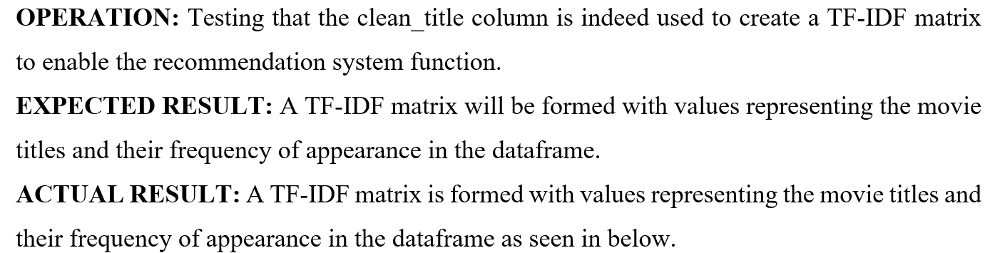 OPERATION: Testing that the clean_title column is indeed used to create a TF-IDF matrix
to enable the recommendation system function.
EXPECTED RESULT: A TF-IDF matrix will be formed with values representing the movie
titles and their frequency of appearance in the dataframe.
ACTUAL RESULT: A TF-IDF matrix is formed with values representing the movie titles and
their frequency of appearance in the dataframe as seen in below.